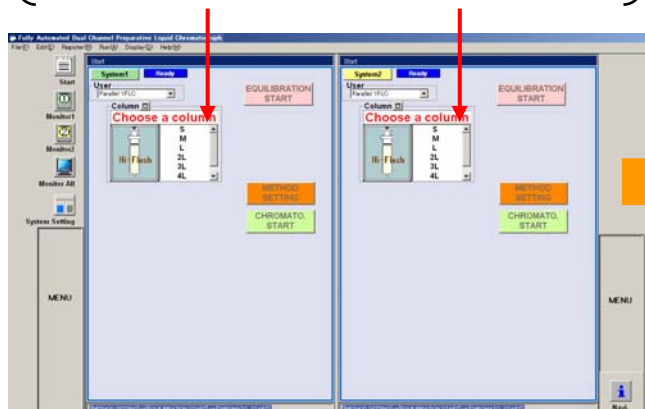 Fully Automated Dual Channel Preparative Liquid Chromatograph
File(F) Edit(E) Register(R) Run(R) Display(D) Help(H)
Start
Monitor1
Monitor2
Monitor All
System Setting
MENU
Start
System1 Ready
User
Parallel YFLC
EQUILIBRATION
START
Column
Choose a column
Hi-Flash
S
M
L
2L
3L
4L
METHOD
SETTING
CHROMATO.
START
Start
System2 Ready
User
Parallel YFLC
EQUILIBRATION
START
Column
Choose a column
Hi-Flash
S
M
L
2L
3L
4L
METHOD
SETTING
CHROMATO.
START
MENU
Navi